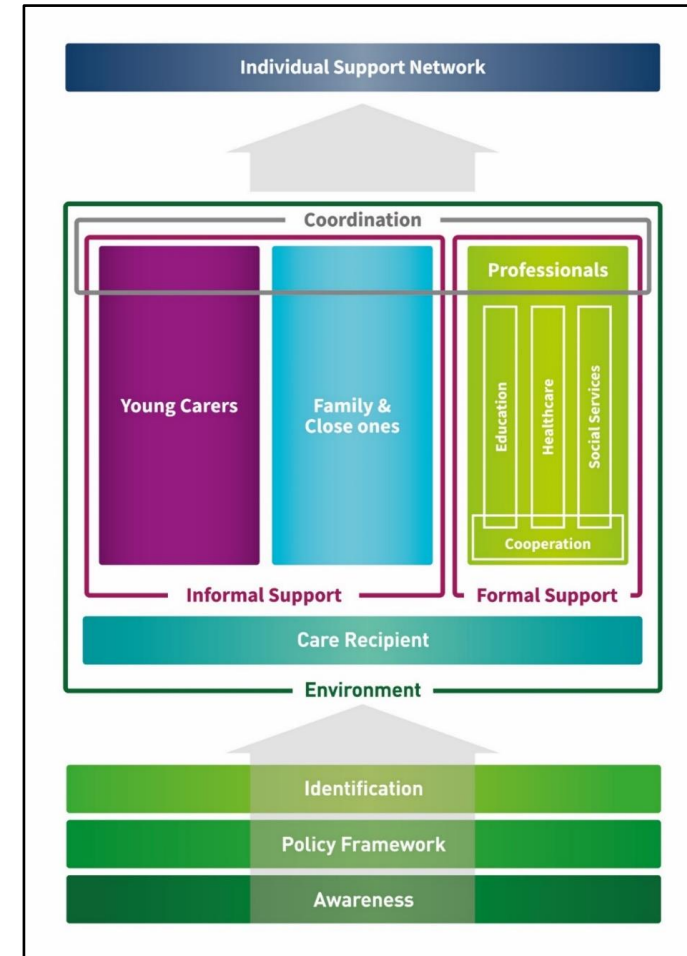 Individual Support Network
Coordination
Professionals
Young Carers
Family &
Close ones
Education
Healthcare
Social Services
Cooperation
Informal Support
Formal Support
Care Recipient
Environment
Identification
Policy Framework
Awareness